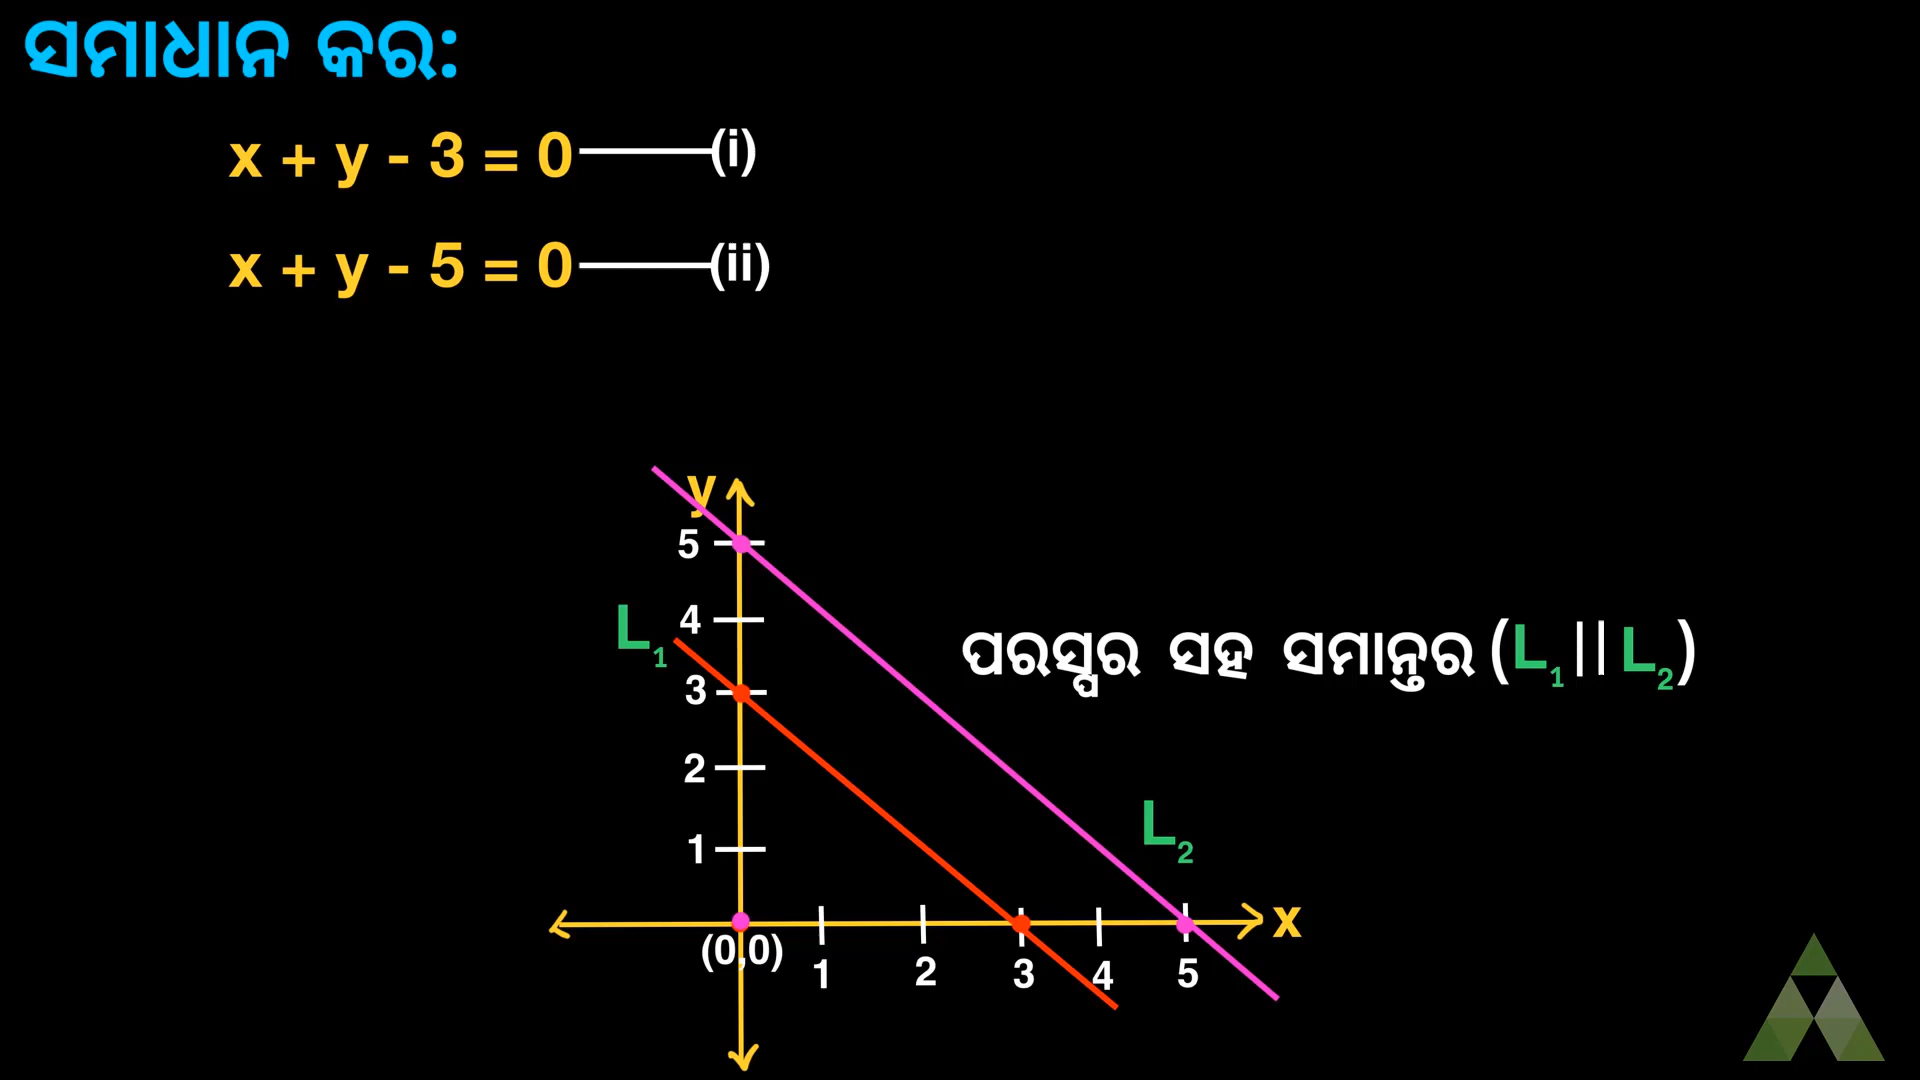 ସମାଧାନ କର:
x + y - 3 = 0 (i)
x + y - 5 = 0 (ii)
y
5
L1
4
3
2
1
ପରସ୍ପର ସହ ସମାନ୍ତର (L1 || L2)
L2
x
(0,0)
1 2 3 4 5